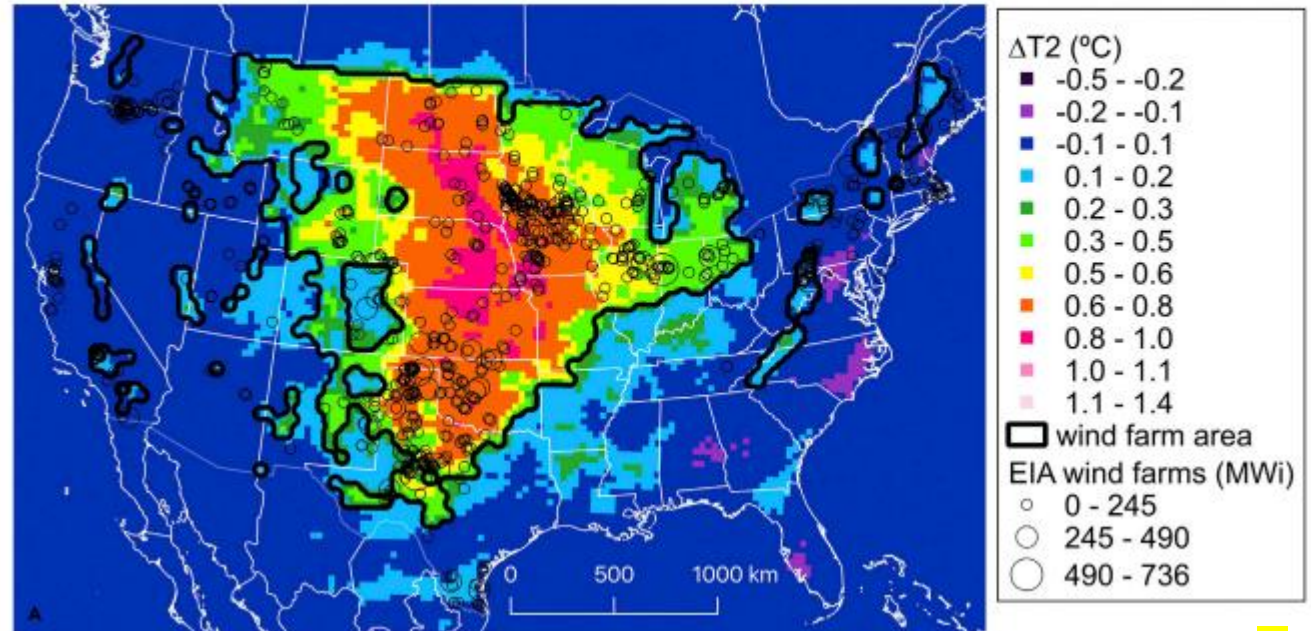 ΔT2 (ºC)
-0.5 - -0.2
-0.2 - -0.1
-0.1 - 0.1
0.1 - 0.2
0.2 - 0.3
0.3 - 0.5
0.5 - 0.6
0.6 - 0.8
0.8 - 1.0
1.0 - 1.1
1.1 - 1.4
wind farm area
EIA wind farms (MWi)
0 - 245
245 - 490
490 - 736
0 500 1000 km
A